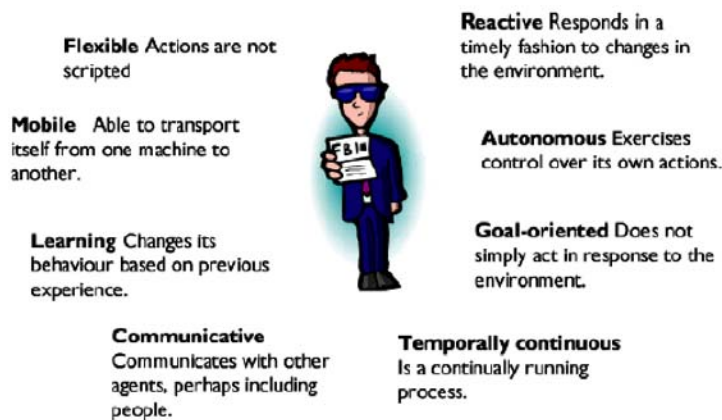 Flexible Actions are not
scripted
Mobile Able to transport
itself from one machine to
another.
Learning Changes its
behaviour based on previous
experience.
Communicative
Communicates with other
agents, perhaps including
people.
FBI
Reactive Responds in a
timely fashion to changes in
the environment.
Autonomous Exercises
control over its own actions.
Goal-oriented Does not
simply act in response to the
environment.
Temporally continuous
Is a continually running
process.